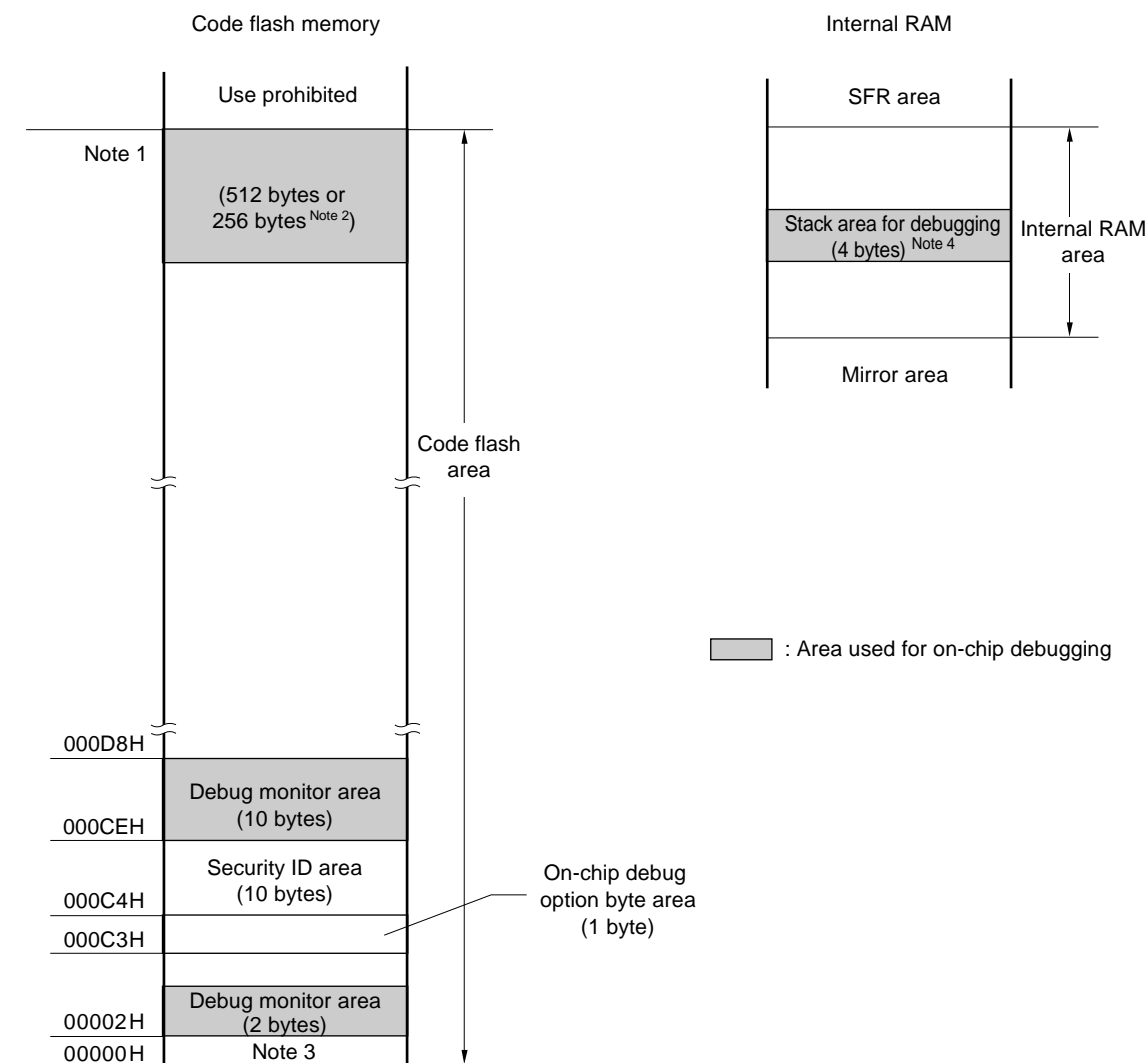 Code flash memory
Internal RAM
Use prohibited
SFR area
Note 1
(512 bytes or
256 bytes Note 2)
Stack area for debugging
(4 bytes) Note 4
Internal RAM
area
Mirror area
Code flash
area
: Area used for on-chip debugging
000D8H
Debug monitor area
(10 bytes)
000CEH
Security ID area
(10 bytes)
On-chip debug
option byte area
(1 byte)
000C4H
000C3H
Debug monitor area
(2 bytes)
00002H
00000H
Note 3